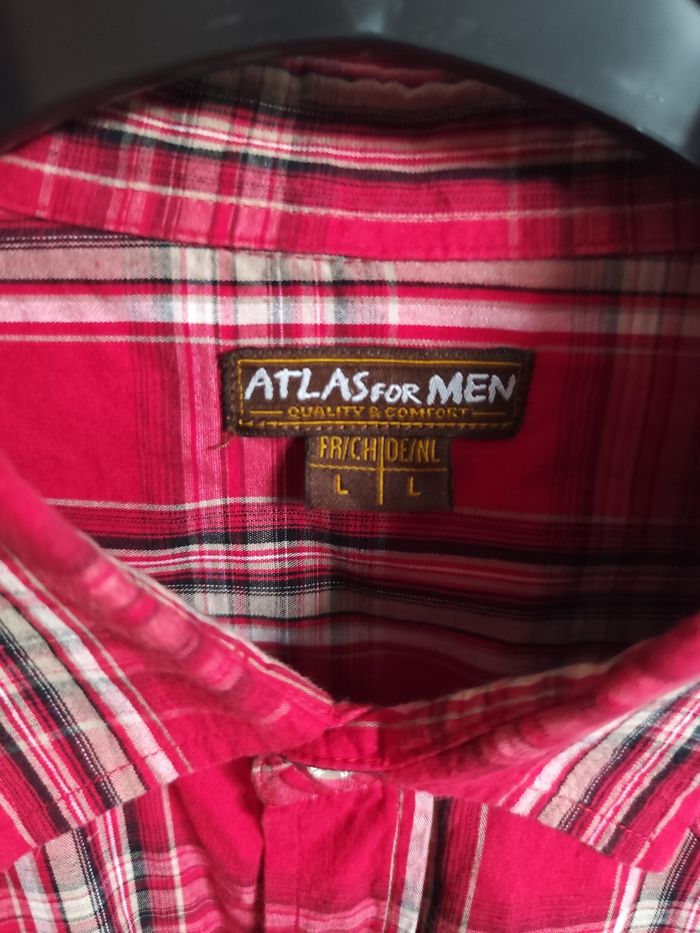 ATLAS FOR MEN
QUALITY & COMFORT
FR/CH DE/NL
L L